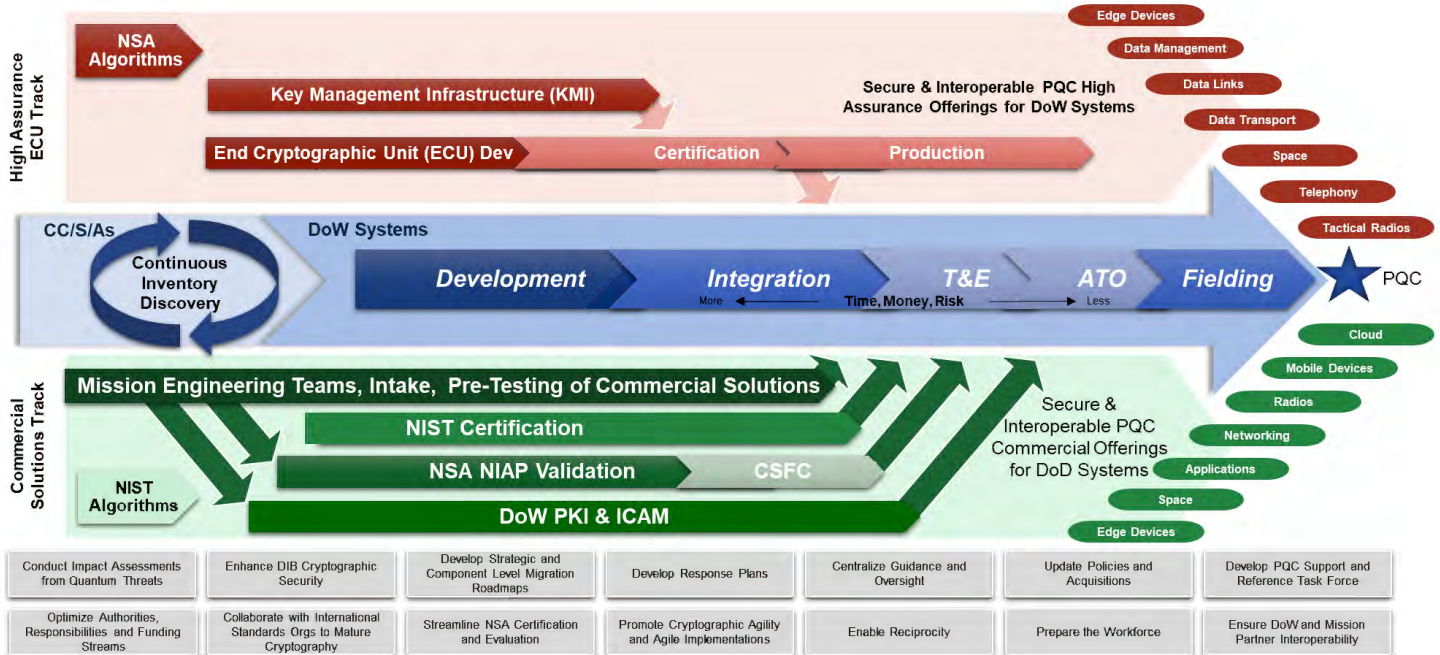 High Assurance
ECU Track
NSA
Algorithms
Key Management Infrastructure (KMI)
End Cryptographic Unit (ECU) Dev
Certification
Production
Secure & Interoperable PQC High
Assurance Offerings for DoW Systems
Edge Devices
Data Management
Data Links
Data Transport
Space
Telephony
Tactical Radios
CC/S/As
Continuous
Inventory
Discovery
DoW Systems
Development
Integration
T&E
ATO
Fielding
More
Time, Money, Risk
Less
PQC
Commercial
Solutions Track
Mission Engineering Teams, Intake, Pre-Testing of Commercial Solutions
NIST Certification
NSA NIAP Validation
CSFC
NIST
Algorithms
DoW PKI & ICAM
Secure &
Interoperable PQC
Commercial Offerings
for DoD Systems
Cloud
Mobile Devices
Radios
Networking
Applications
Space
Edge Devices
Conduct Impact Assessments
from Quantum Threats
Enhance DIB Cryptographic
Security
Develop Strategic and
Component Level Migration
Roadmaps
Develop Response Plans
Centralize Guidance and
Oversight
Update Policies and
Acquisitions
Develop PQC Support and
Reference Task Force
Optimize Authorities,
Responsibilities and Funding
Streams
Collaborate with International
Standards Orgs to Mature
Cryptography
Streamline NSA Certification
and Evaluation
Promote Cryptographic Agility
and Agile Implementations
Enable Reciprocity
Prepare the Workforce
Ensure DoW and Mission
Partner Interoperability